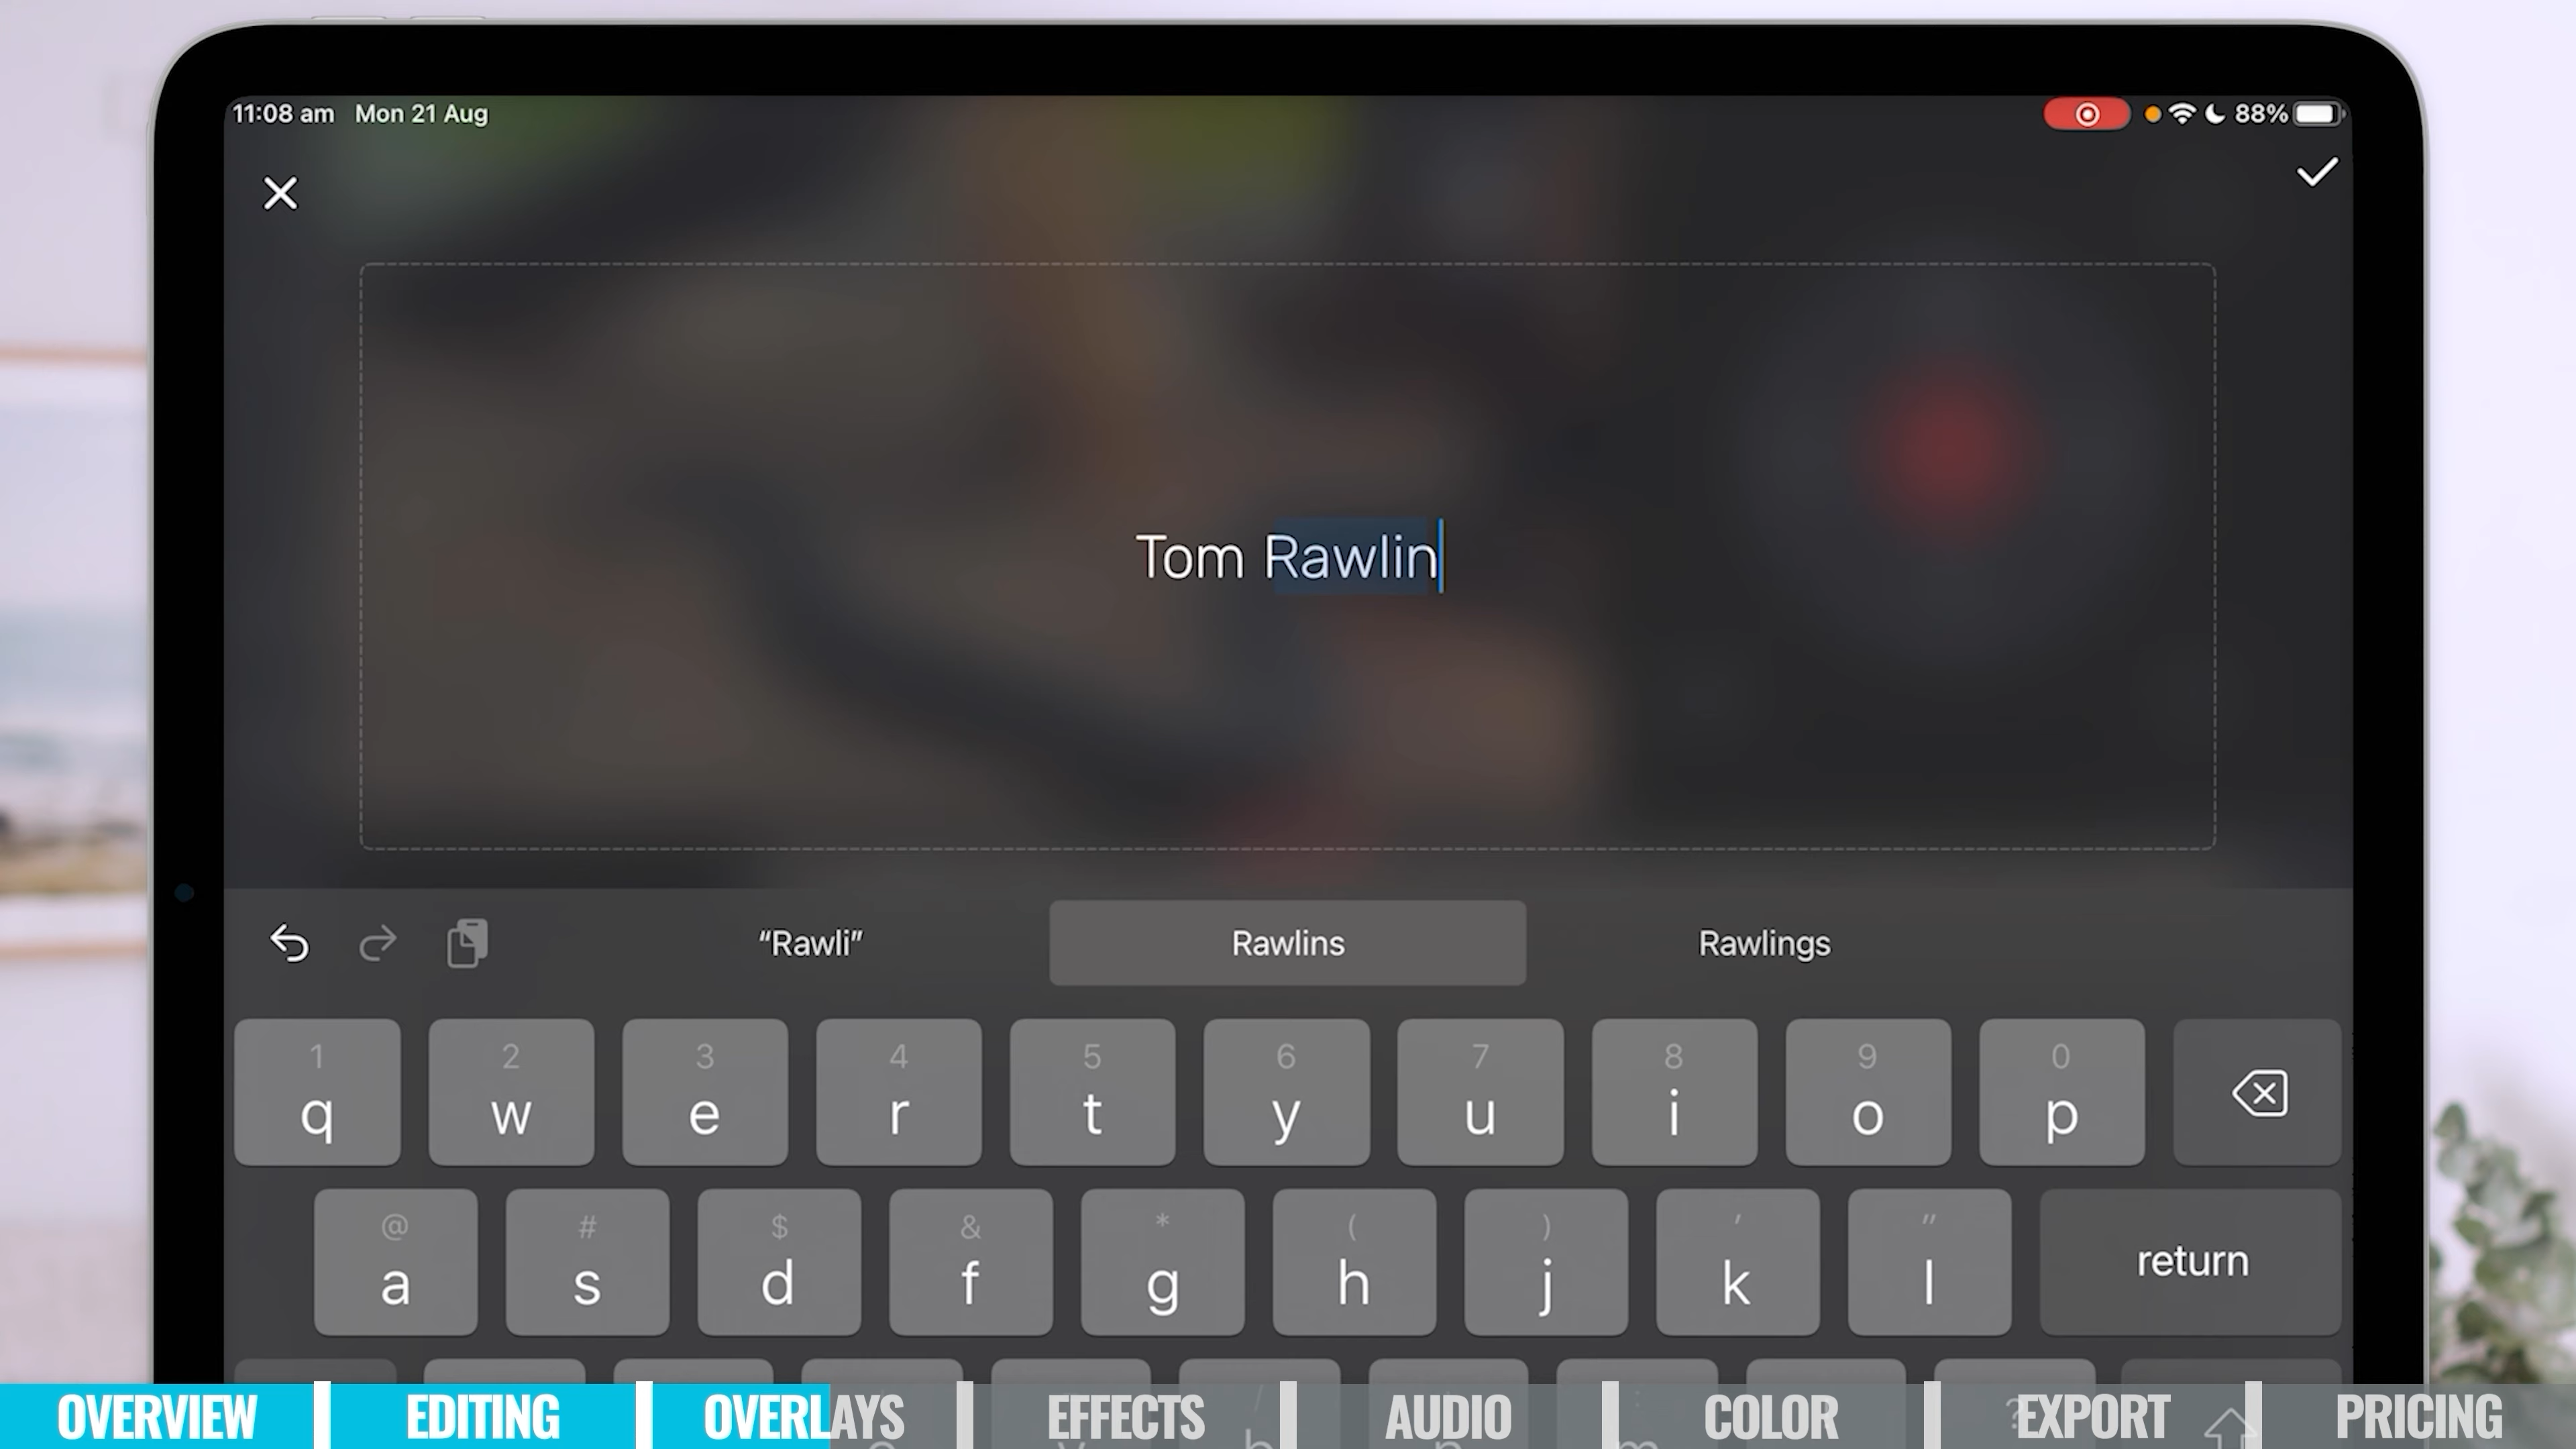 11:08 am Mon 21 Aug
88%
Tom Rawlin
“Rawli” Rawlins Rawlings
1 2 3 4 5 6 7 8 9 0
q w e r t y u i o p
@ # $ & * ( ) ' "
a s d f g h j k l return
OVERVIEW EDITING OVERLAYS EFFECTS AUDIO COLOR EXPORT PRICING